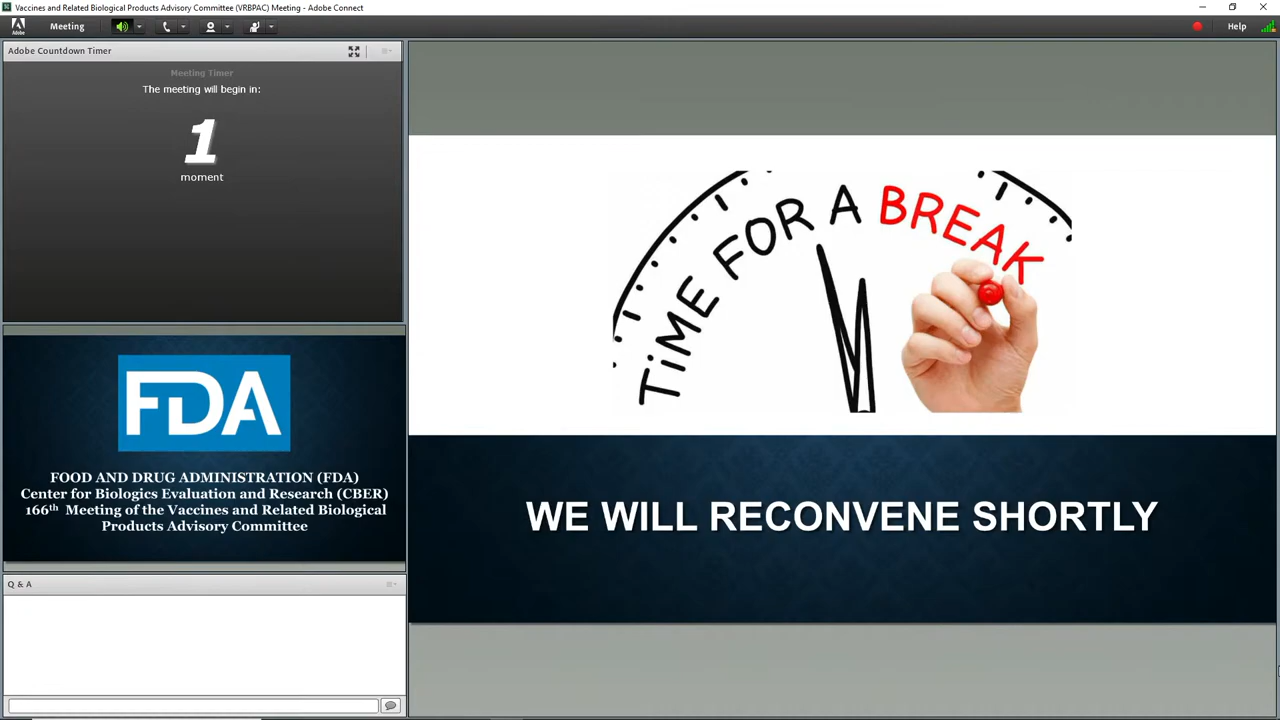 Vaccines and Related Biological Products Advisory Committee (VRBPAC) Meeting - Adobe Connect
Meeting
Help
Adobe Countdown Timer
Meeting Timer
The meeting will begin in:
1
moment
TiME FOR A BREAK
FDA
FOOD AND DRUG ADMINISTRATION (FDA)
Center for Biologics Evaluation and Research (CBER)
166th Meeting of the Vaccines and Related Biological
Products Advisory Committee
WE WILL RECONVENE SHORTLY
Q & A